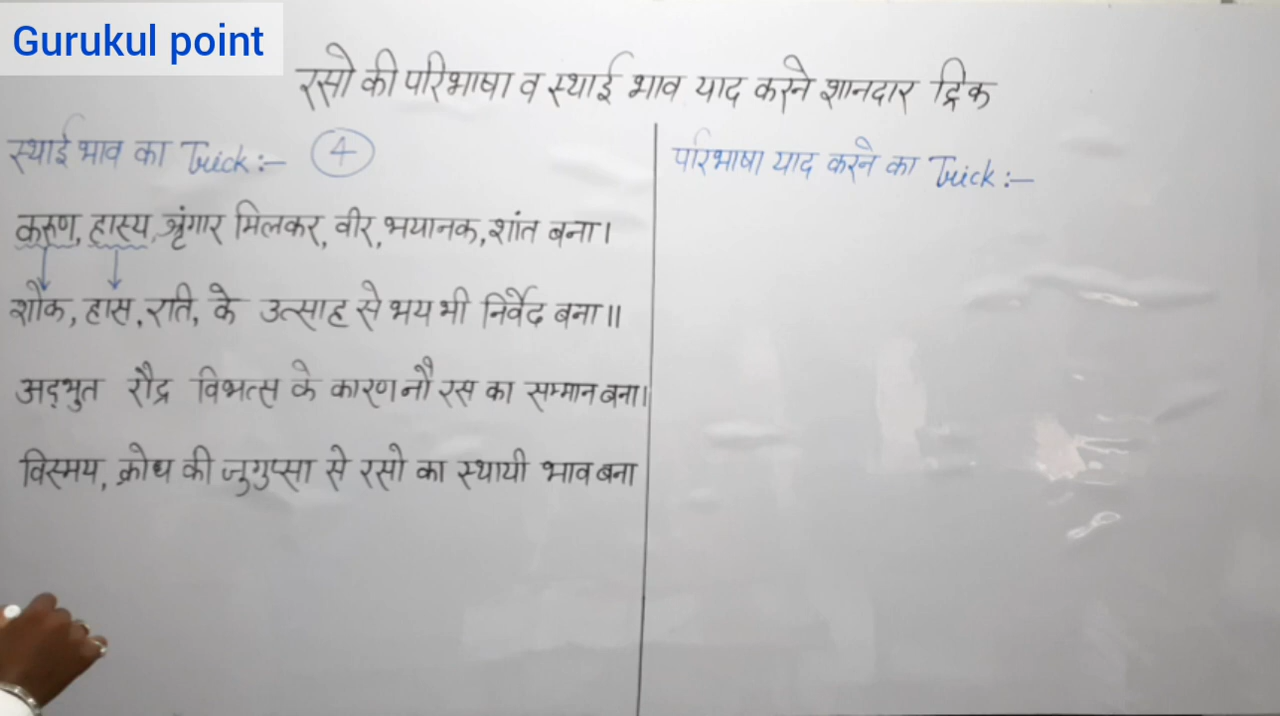 Gurukul point
रसो की परिभाषा व स्थाई भाव याद करने शानदार ट्रिक
स्थाई भाव का Trick :- 4
करुण, हास्य, श्रृंगार मिलकर, वीर, भयानक, शांत बना।
शोक, हास, रति, के उत्साह से भय भी निर्वेद बना॥
अद्भुत रौद्र विभत्स के कारण नौ रस का सम्मान बना।
विस्मय, क्रोध की जुगुप्सा से रसो का स्थायी भाव बना
परिभाषा याद करने का Trick :-